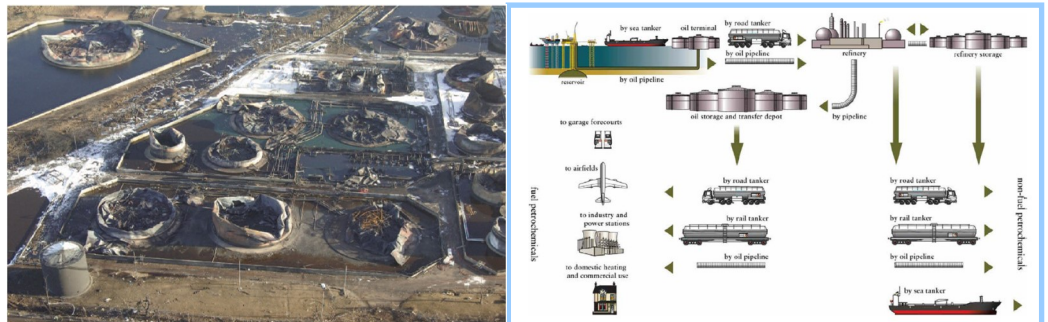 by sea tanker
oil terminal
by road tanker
by oil pipeline
by oil pipeline
reservoir
refinery
refinery storage
oil storage and transfer depot
by pipeline
to garage forecourts
to airfields
to industry and
power stations
to domestic heating
and commercial use
fuel petrochemicals
by road tanker
by rail tanker
by oil pipeline
by road tanker
by rail tanker
by oil pipeline
by sea tanker
non-fuel petrochemicals